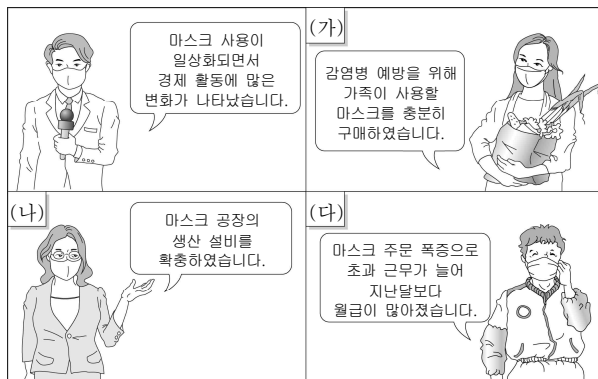 마스크 사용이
일상화되면서
경제 활동에 많은
변화가 나타났습니다.
(가)
감염병 예방을 위해
가족이 사용할
마스크를 충분히
구매하였습니다.
(나)
마스크 공장의
생산 설비를
확충하였습니다.
(다)
마스크 주문 폭증으로
초과 근무가 늘어
지난달보다
월급이 많아졌습니다.